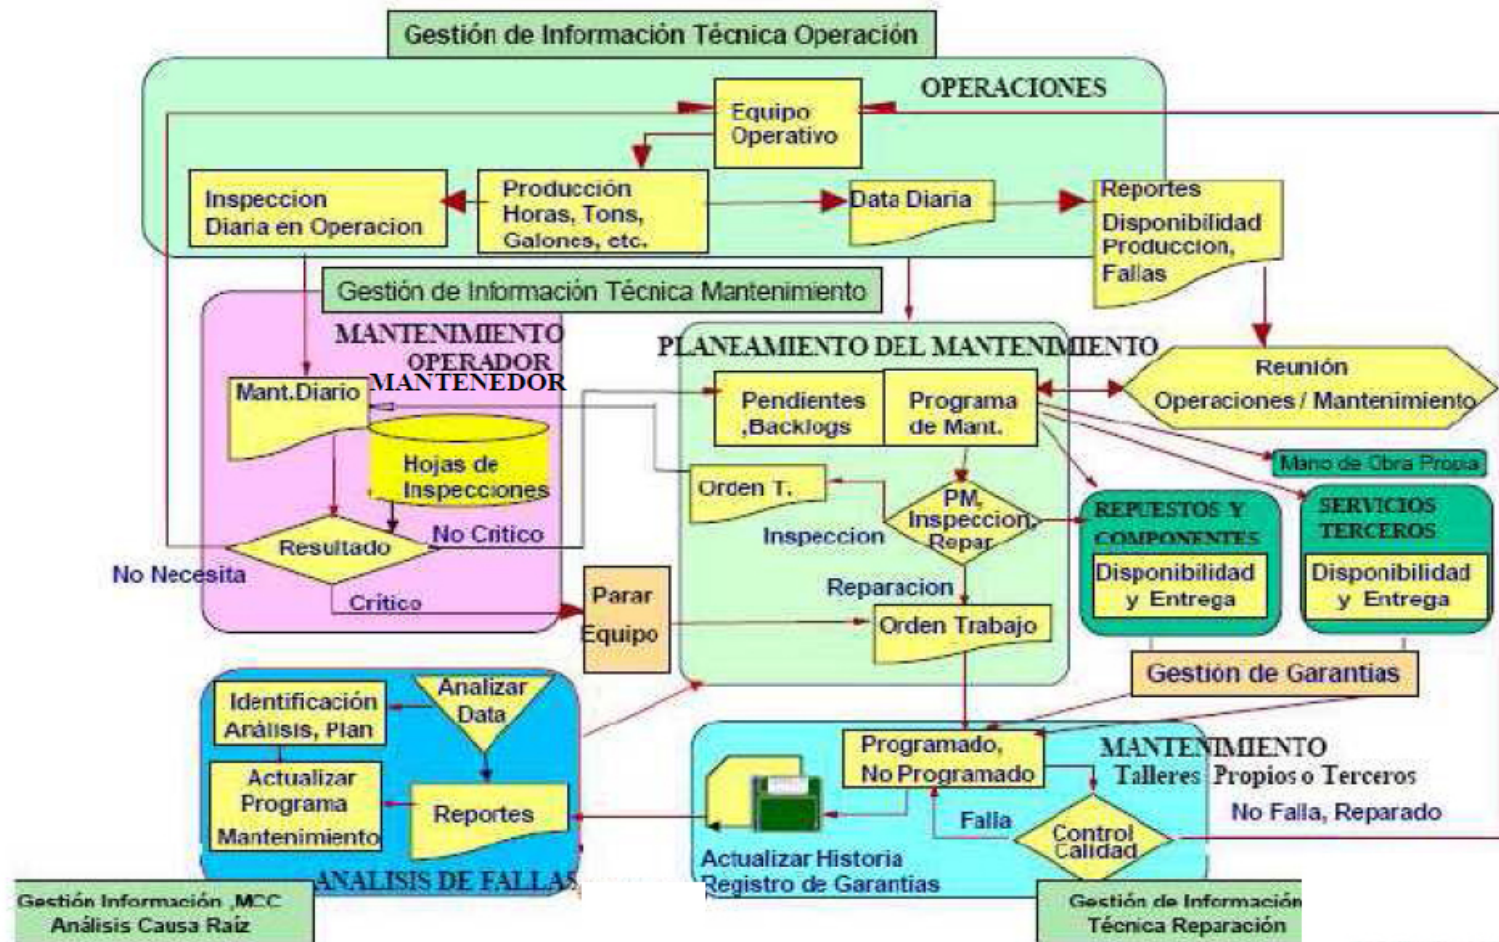 Gestión de Información Técnica Operación
OPERACIONES
Equipo
Operativo
Inspeccion
Diaria en Operacion
Producción
Horas, Tons,
Galones, etc.
Data Diaria
Reportes
Disponibilidad
Produccion,
Fallas
Gestión de Información Técnica Mantenimiento
MANTENIMIENTO
OPERADOR
MANTENEDOR
Mant.Diario
Hojas de
Inspecciones
Resultado
No Critico
No Necesita
Crítico
Parar
Equipo
PLANEAMIENTO DEL MANTENIMIENTO
Pendientes
,Backlogs
Programa
de Mant.
Orden T.
PM,
Inspeccion,
Repar.
Inspeccion
Reparacion
Orden Trabajo
Reunión
Operaciones / Mantenimiento
Mano de Obra Propia
REPUESTOS Y
COMPONENTES
Disponibilidad
y Entrega
SERVICIOS
TERCEROS
Disponibilidad
y Entrega
Gestión de Garantías
Identificación
Análisis, Plan
Analizar
Data
Actualizar
Programa
Mantenimiento
Reportes
ANALISIS DE FALLAS
Programado,
No Programado
MANTENIMIENTO
Talleres Propios o Terceros
Falla
Control
Calidad
No Falla, Reparado
Actualizar Historia
Registro de Garantías
Gestión Información ,MCC
Análisis Causa Raíz
Gestión de Información
Técnica Reparación